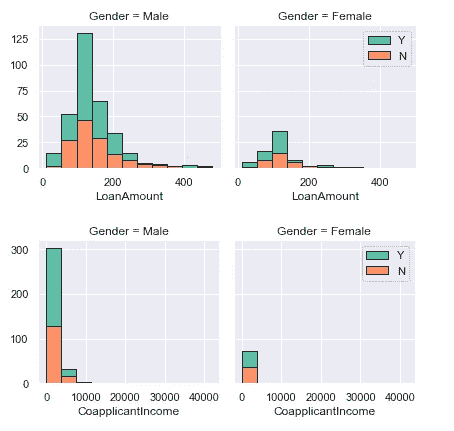 Gender = Male Gender = Female
125
100
75
50
25
0
Y
N
0 200 400 0 200 400
LoanAmount LoanAmount
Gender = Male Gender = Female
300
200
100
0
Y
N
0 10000 20000 30000 40000 0 10000 20000 30000 40000
CoapplicantIncome CoapplicantIncome